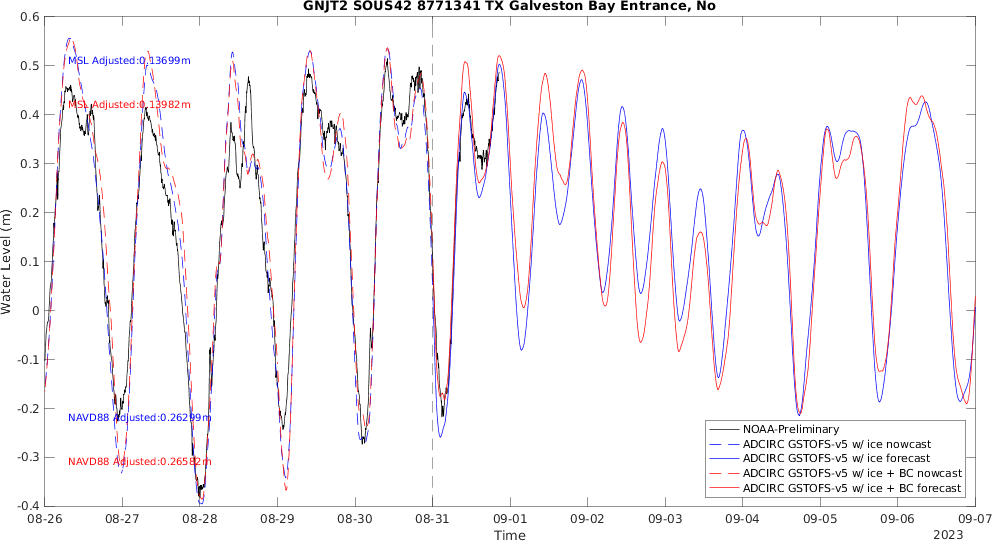 GNJT2 SOUS42 8771341 TX Galveston Bay Entrance, No
0.6
0.5
0.4
0.3
0.2
0.1
0
-0.1
-0.2
-0.3
-0.4
Water Level (m)
MSL Adjusted:0.13699m
MSL Adjusted:0.13982m
NAVD88 Adjusted:0.26299m
NAVD88 Adjusted:0.26582m
NOAA-Preliminary
ADCIRC GSTOFS-v5 w/ ice nowcast
ADCIRC GSTOFS-v5 w/ ice forecast
ADCIRC GSTOFS-v5 w/ ice + BC nowcast
ADCIRC GSTOFS-v5 w/ ice + BC forecast
08-26 08-27 08-28 08-29 08-30 08-31 09-01 09-02 09-03 09-04 09-05 09-06 09-07
Time
2023